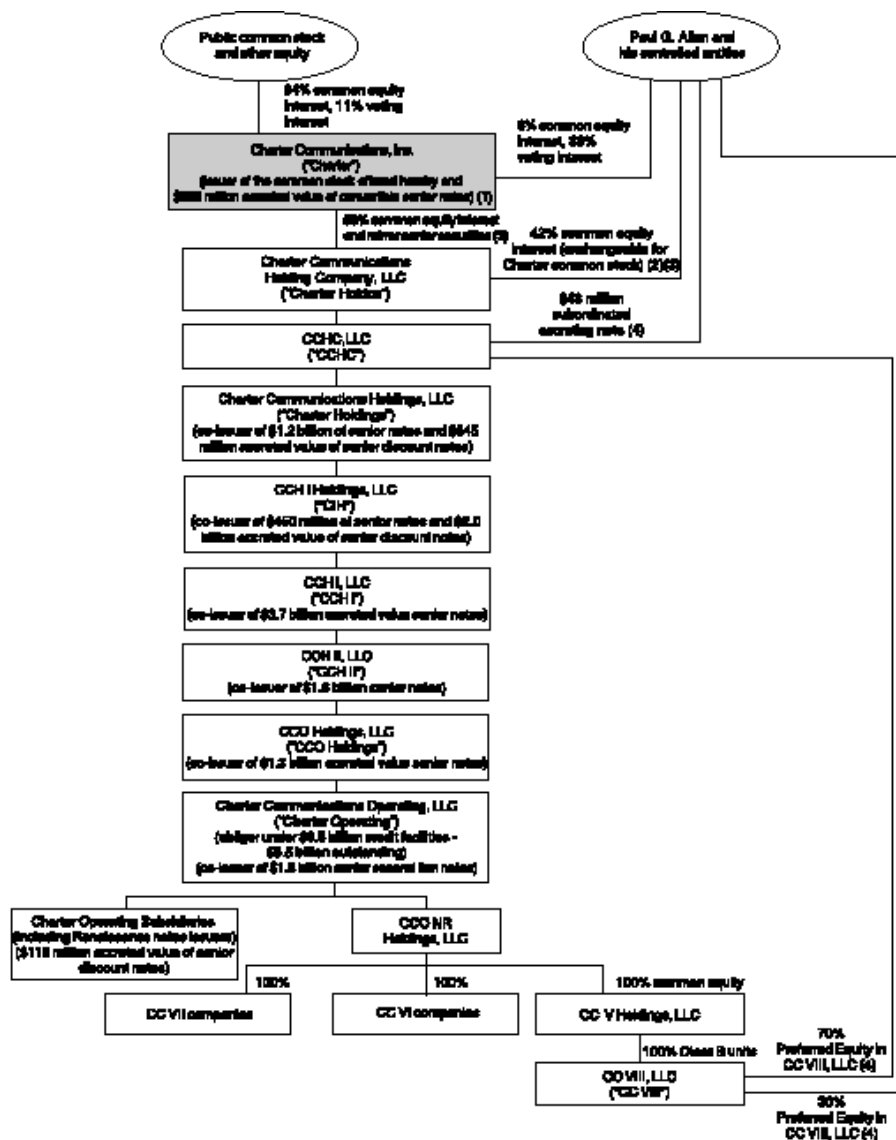 Public common stock
and other equity
Paul G. Allen and
his controlled entities
common equity
interest, 11% voting
interest
common equity
interest,
voting interest
Charter Communications, Inc.
("Charter")
(issuer of the common stock offered hereby and
million accreted value of convertible senior notes) (1)
common equity interest
and mirror senior securities
42% common equity
interest (exchangeable for
Charter common stock) (2)(3)
Charter Communications
Holding Company, LLC
("Charter Holdco")
million
subordinated
accreting note (4)
CCHC, LLC
("CCHC")
Charter Communications Holdings, LLC
("Charter Holdings")
(co-issuer of $1.2 billion of senior notes and
million accreted value of senior discount notes)
CCH I Holdings, LLC
("CIH")
(co-issuer of million of senior notes and
billion accreted value of senior discount notes)
CCH I, LLC
("CCH I")
(co-issuer of $3.7 billion accreted value senior notes)
CCH II, LLC
("CCH II")
(co-issuer of billion senior notes)
CCO Holdings, LLC
("CCO Holdings")
(co-issuer of billion accreted value senior notes)
Charter Communications Operating, LLC
("Charter Operating")
(obligor under billion credit facilities -
billion outstanding)
(co-issuer of billion senior second lien notes)
Charter Operating Subsidiaries
(including Renaissance notes issuers)
million accreted value of senior
discount notes)
CCO NR
Holdings, LLC
100%
100%
100% common equity
CC VII companies
CC VI companies
CC V Holdings, LLC
100% Class B units
70%
Preferred Equity in
CC VIII, LLC
CC VIII, LLC
("CC VIII")
30%
Preferred Equity in
CC VIII, LLC (4)